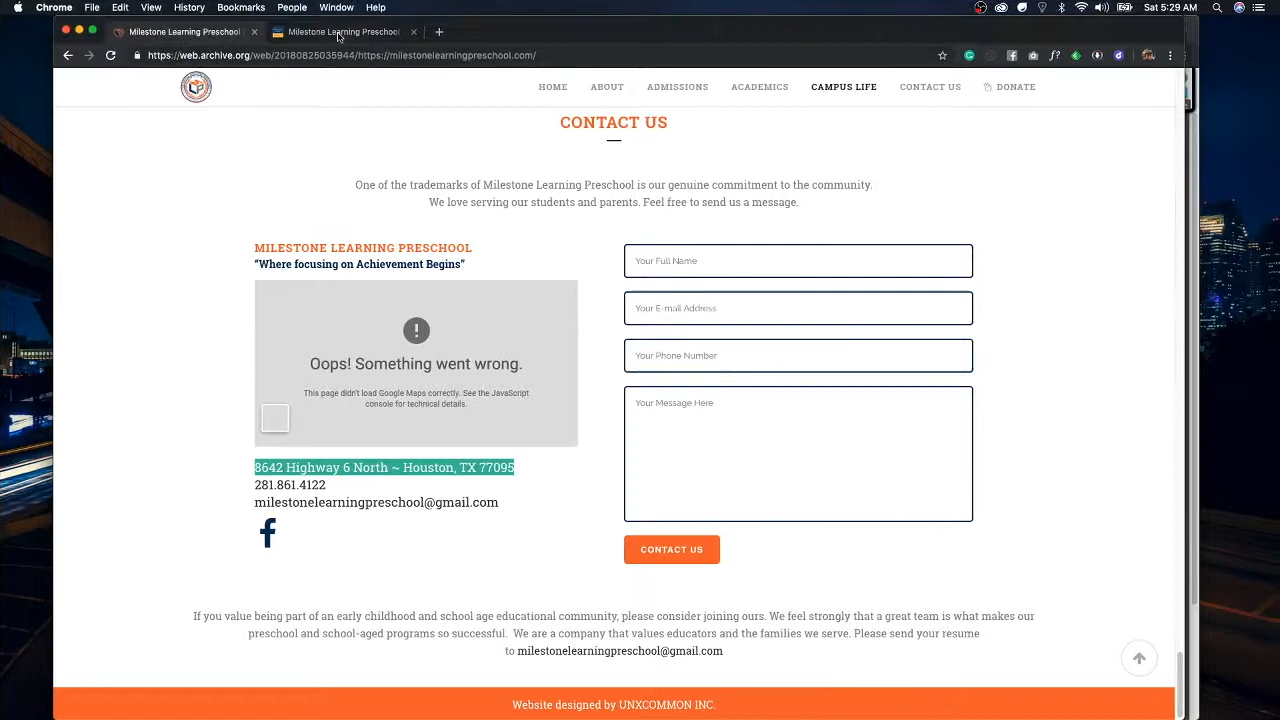 Chrome File Edit View History Bookmarks People Window Help
Sat 5:29 AM
Milestone Learning Preschool
Milestone Learning Preschool
https://web.archive.org/web/20180825035944/https://milestonelearningpreschool.com/
HOME ABOUT ADMISSIONS ACADEMICS CAMPUS LIFE CONTACT US DONATE
CONTACT US
One of the trademarks of Milestone Learning Preschool is our genuine commitment to the community.
We love serving our students and parents. Feel free to send us a message.
MILESTONE LEARNING PRESCHOOL
“Where focusing on Achievement Begins”
Oops! Something went wrong.
This page didn't load Google Maps correctly. See the JavaScript
console for technical details.
8642 Highway 6 North ~ Houston, TX 77095
281.861.4122
milestonelearningpreschool@gmail.com
Your Full Name
Your E-mail Address
Your Phone Number
Your Message Here
CONTACT US
If you value being part of an early childhood and school age educational community, please consider joining ours. We feel strongly that a great team is what makes our
preschool and school-aged programs so successful. We are a company that values educators and the families we serve. Please send your resume
to milestonelearningpreschool@gmail.com
Website designed by UNXCOMMON INC.